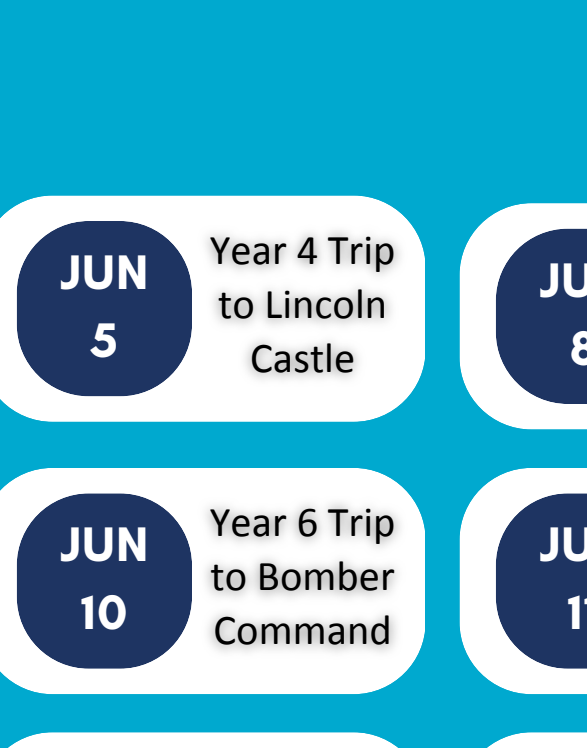 JUN
5
Year 4 Trip
to Lincoln
Castle
JUN
10
Year 6 Trip
to Bomber
Command